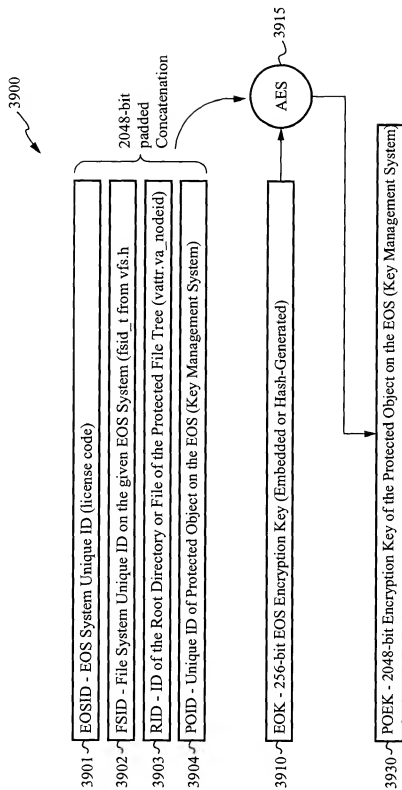 3900
3901 EOSID - EOS System Unique ID (license code)
3902 FSID - File System Unique ID on the given EOS System (fsid_t from vfs.h)
3903 RID - ID of the Root Directory or File of the Protected File Tree (vattr.va_nodeid)
3904 POID - Unique ID of Protected Object on the EOS (Key Management System)
2048-bit
padded
Concatenation
3910 EOK - 256-bit EOS Encryption Key (Embedded or Hash-Generated)
AES
3915
3930 POEK - 2048-bit Encryption Key of the Protected Object on the EOS (Key Management System)